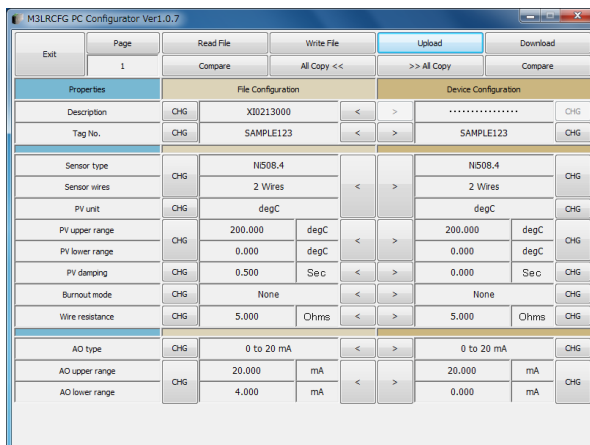 M3LRCFG PC Configurator Ver1.0.7
Exit Page Read File Write File Upload Download
1 Compare All Copy << >> All Copy Compare
Properties File Configuration Device Configuration
Description CHG XI0213000 < > ............... CHG
Tag No. CHG SAMPLE123 < > SAMPLE123 CHG
Sensor type CHG Ni508.4 < > Ni508.4 CHG
Sensor wires 2 Wires 2 Wires
PV unit CHG degC degC CHG
PV upper range CHG 200.000 degC < > 200.000 degC CHG
PV lower range 0.000 degC 0.000 degC
PV damping CHG 0.500 Sec < > 0.000 Sec CHG
Burnout mode CHG None < > None CHG
Wire resistance CHG 5.000 Ohms < > 5.000 Ohms CHG
AO type CHG 0 to 20 mA < > 0 to 20 mA CHG
AO upper range CHG 20.000 mA < > 20.000 mA CHG
AO lower range 4.000 mA 0.000 mA